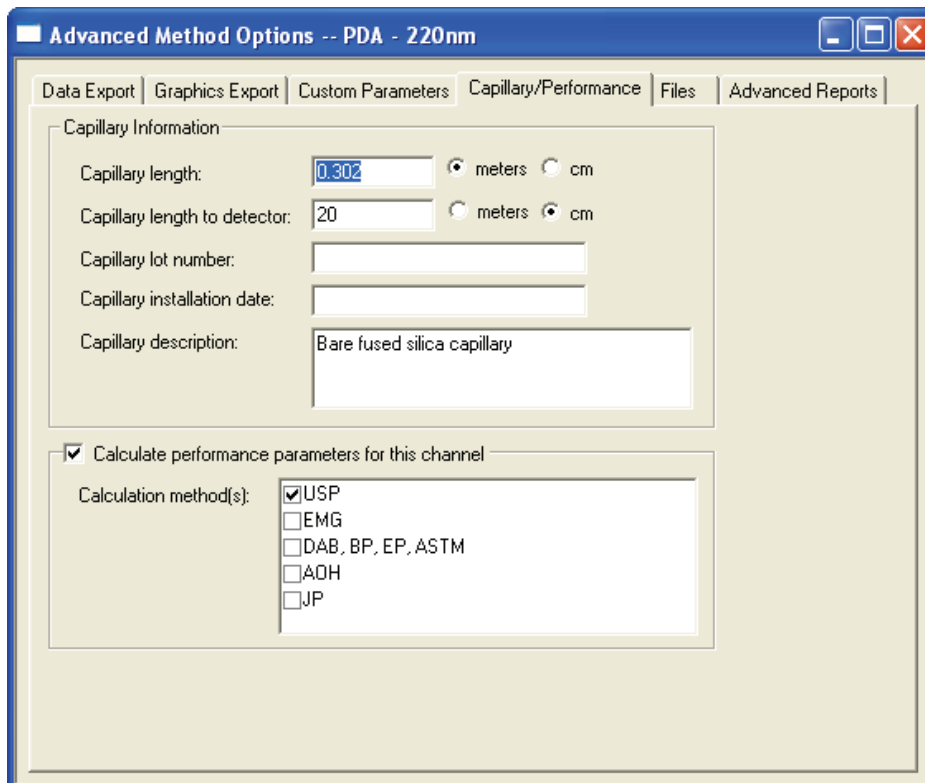 Advanced Method Options -- PDA - 220nm
Data Export Graphics Export Custom Parameters Capillary/Performance Files Advanced Reports
Capillary Information
Capillary length: 0.302 meters cm
Capillary length to detector: 20 meters cm
Capillary lot number:
Capillary installation date:
Capillary description: Bare fused silica capillary
Calculate performance parameters for this channel
Calculation method(s): USP
EMG
DAB, BP, EP, ASTM
AOH
JP